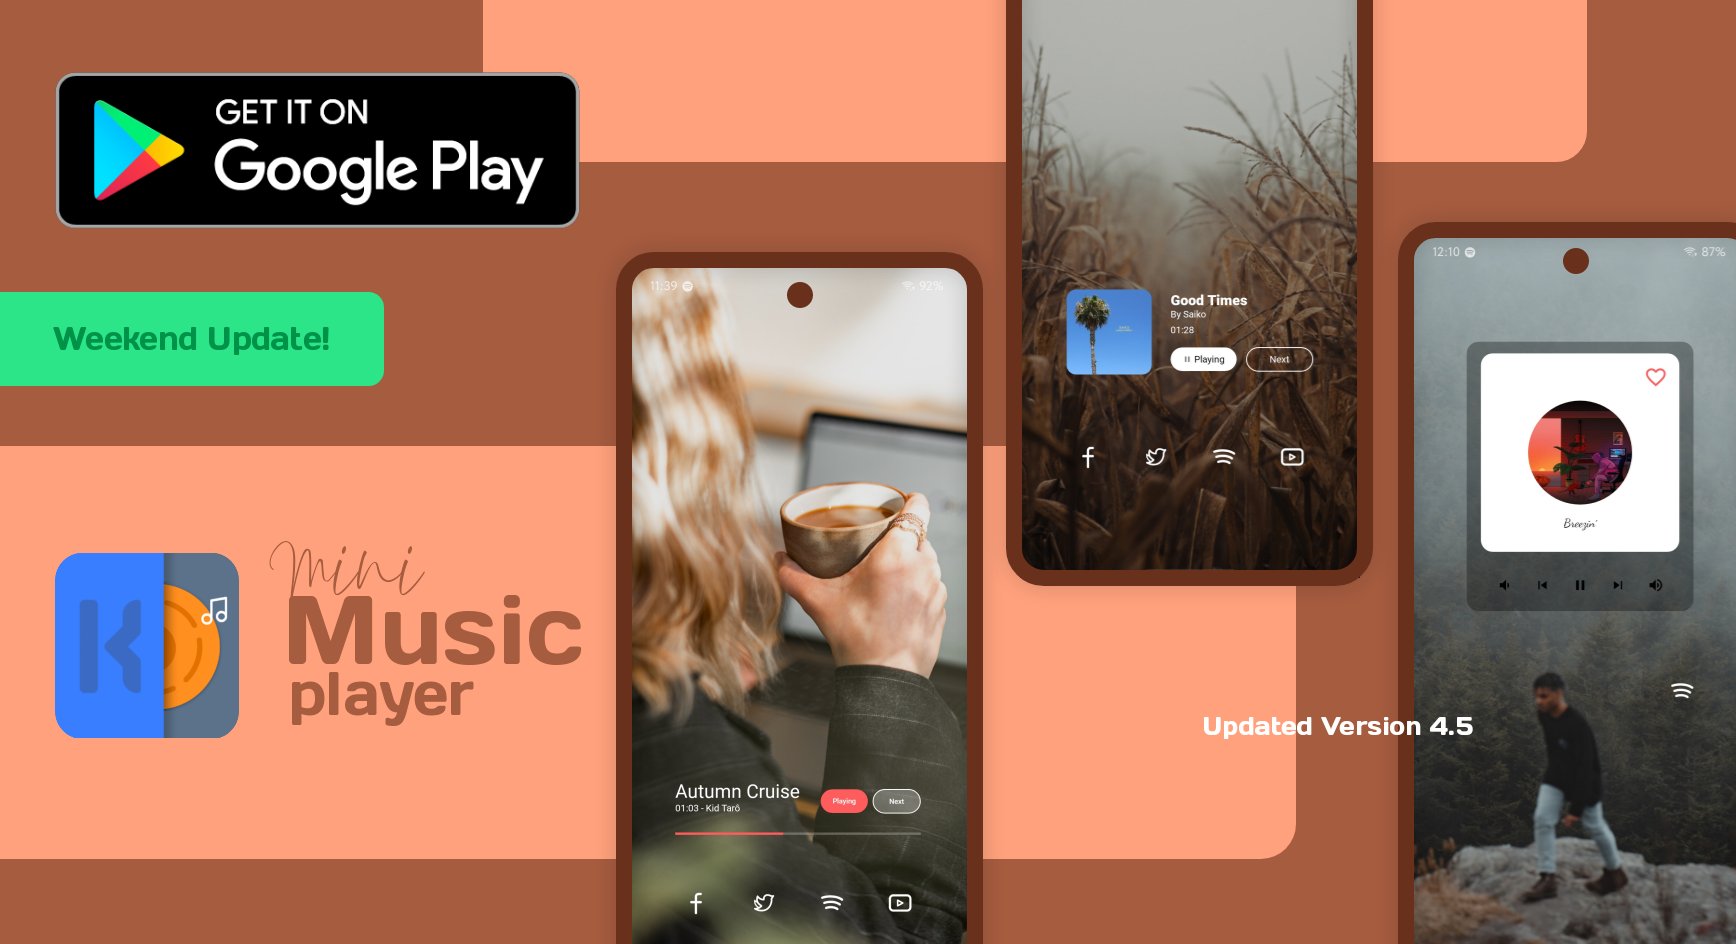 GET IT ON
Google Play
Weekend Update!
mini
Music
player
11:39
92%
Autumn Cruise
01:03 - Kid Tarō
Playing
Next
Good Times
By Saiko
01:28
Playing
Next
12:10
87%
Breezin'
Updated Version 4.5